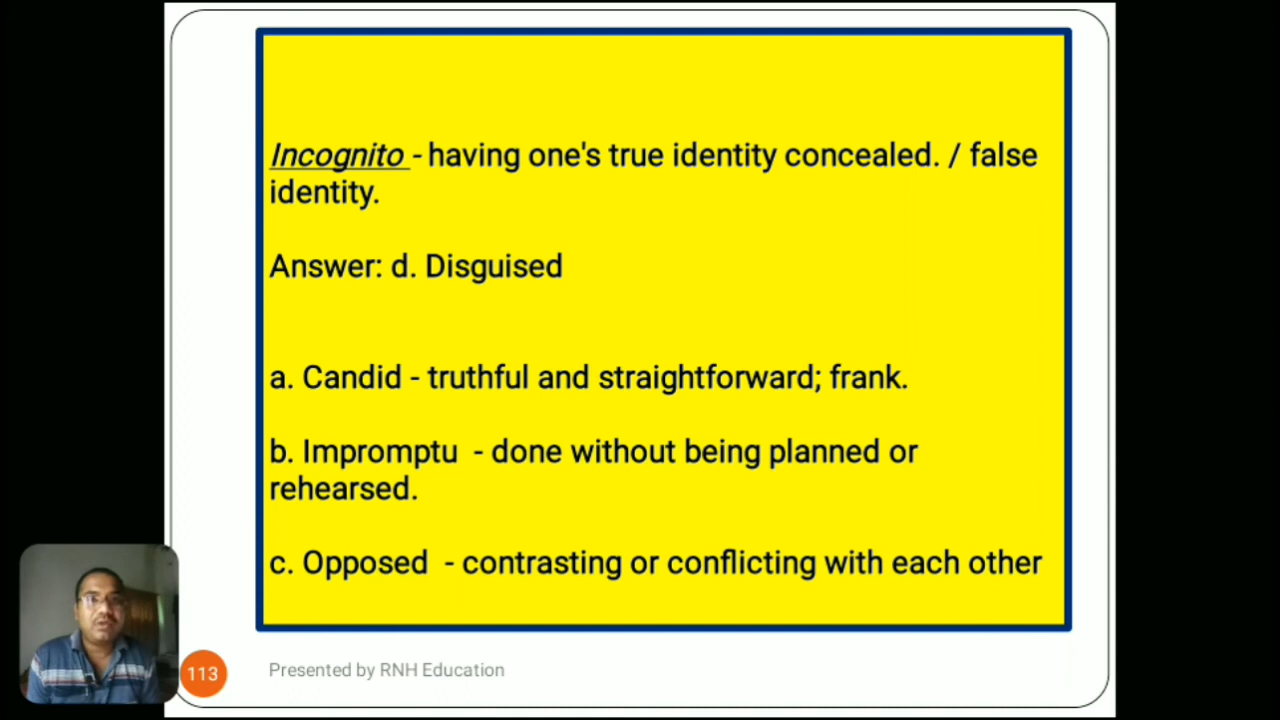 Incognito - having one's true identity concealed. / false
identity.
Answer: d. Disguised
a. Candid - truthful and straightforward; frank.
b. Impromptu - done without being planned or
rehearsed.
c. Opposed - contrasting or conflicting with each other
113
Presented by RNH Education